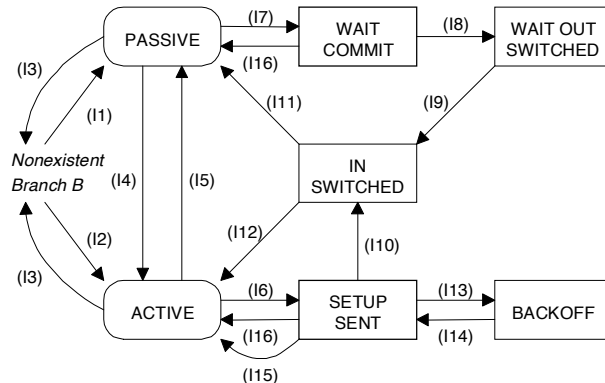 (I7)
PASSIVE
WAIT
COMMIT
(I8)
WAIT OUT
SWITCHED
(I3)
(I16)
(I1)
(I11)
(I9)
Nonexistent
Branch B
(I4)
(I5)
IN
SWITCHED
(I2)
(I12)
(I10)
(I3)
ACTIVE
(I6)
SETUP
SENT
(I13)
BACKOFF
(I16)
(I14)
(I15)